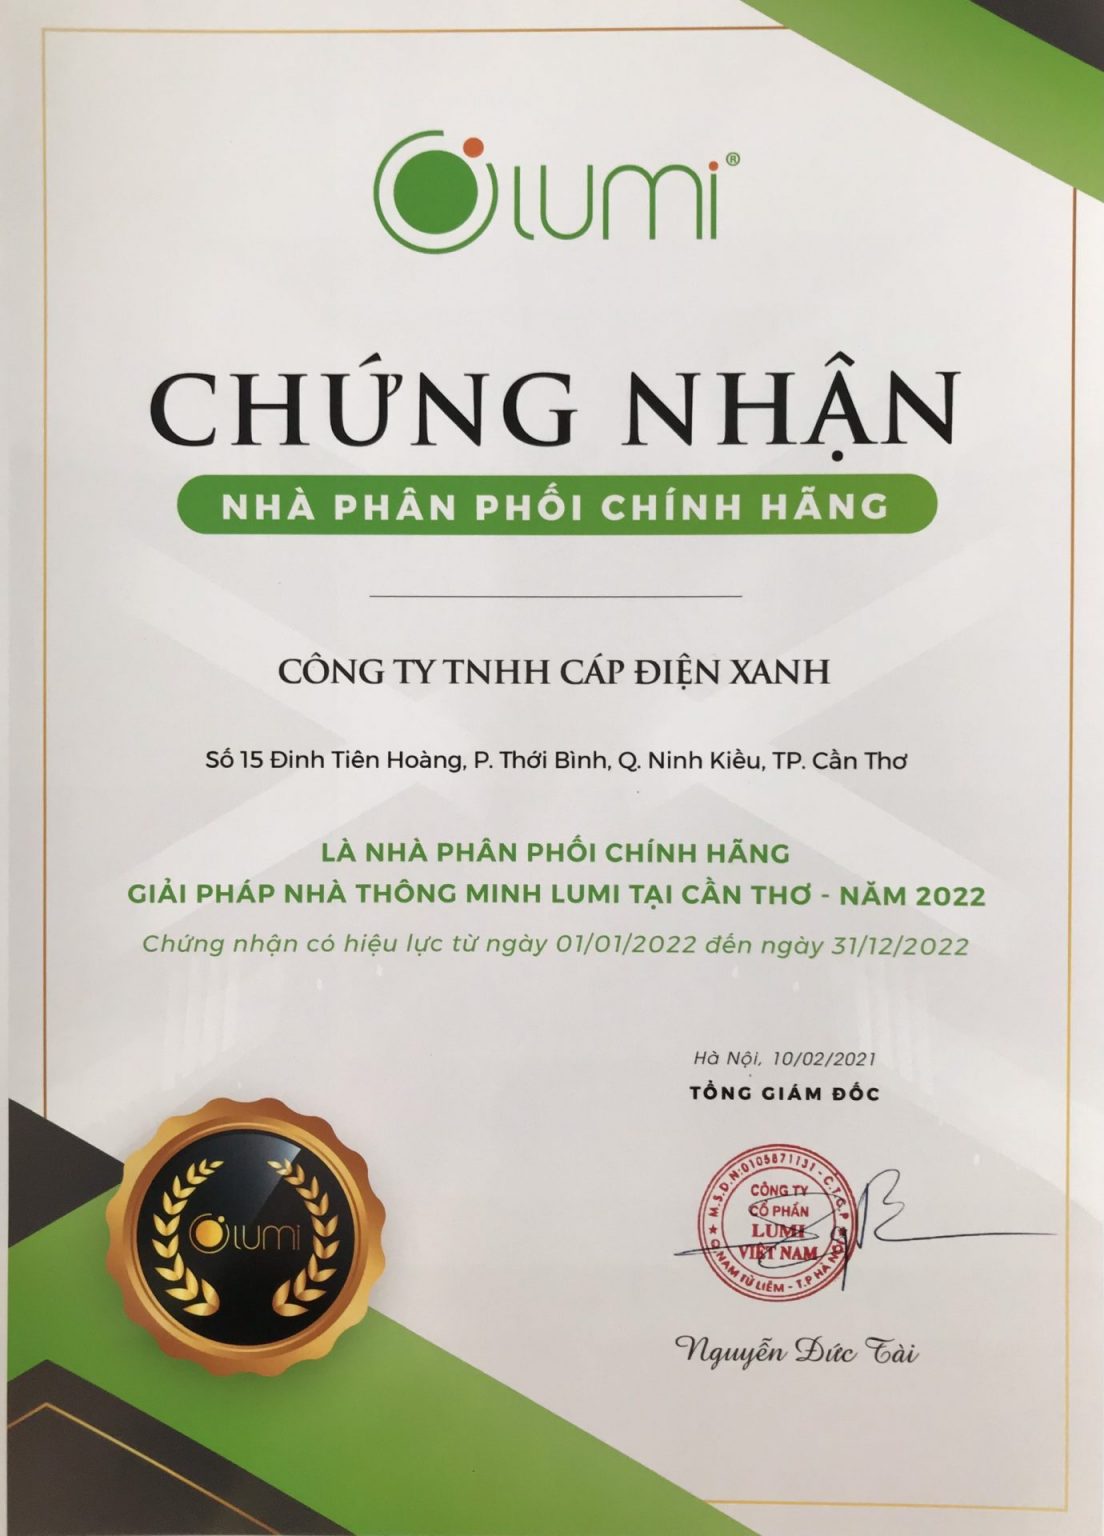 lumi®
CHỨNG NHẬN
NHÀ PHÂN PHỐI CHÍNH HÃNG
CÔNG TY TNHH CÁP ĐIỆN XANH
Số 15 Đinh Tiên Hoàng, P. Thới Bình, Q. Ninh Kiều, TP. Cần Thơ
LÀ NHÀ PHÂN PHỐI CHÍNH HÃNG
GIẢI PHÁP NHÀ THÔNG MINH LUMI TẠI CẦN THƠ - NĂM 2022
Chứng nhận có hiệu lực từ ngày 01/01/2022 đến ngày 31/12/2022
Hà Nội, 10/02/2021
TỔNG GIÁM ĐỐC
M.S.D.N:0105871131 - C.T.C.P
CÔNG TY
CỔ PHẦN
LUMI
VIỆT NAM
Q.NAM TỪ LIÊM - T.P HÀ NỘI
lumi
Nguyễn Đức Tài